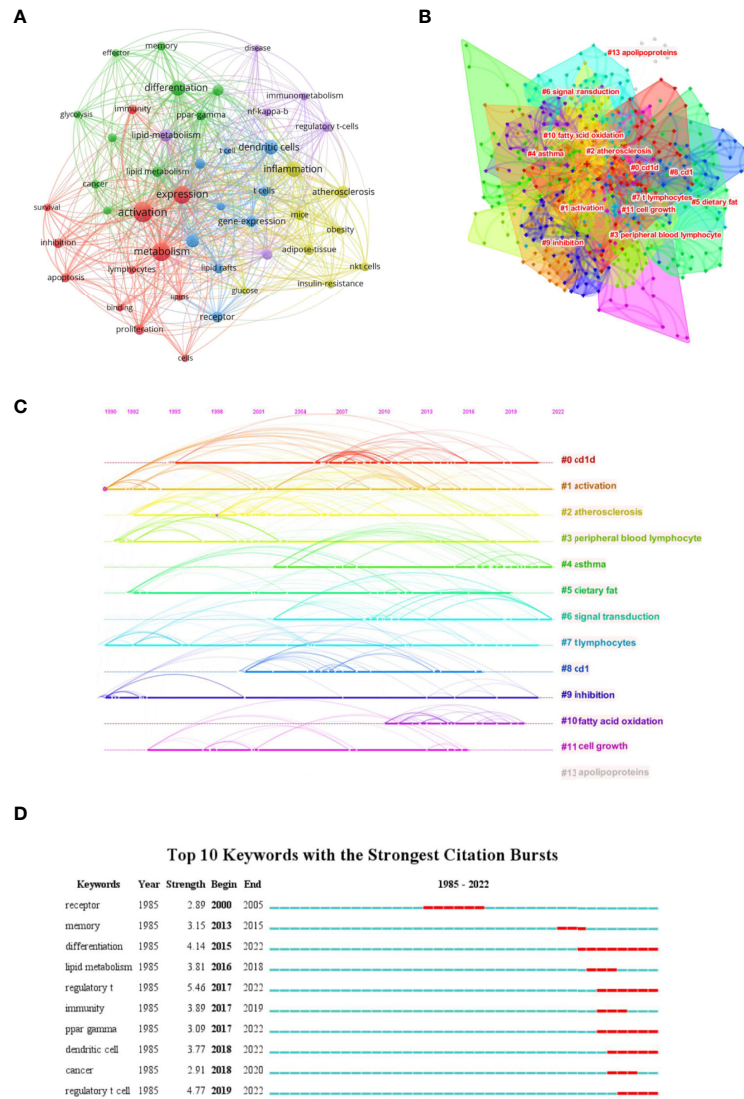 A
memory
disease
effector
differentiation
immunometabolism
glycolysis
immunity
ppar-gamma
nf-kappa-b
regulatory t-cells
lipid-metabolism
t cell
dendritic cells
cancer
lipid metabolism
inflammation
survival
expression
t cells
atherosclerosis
activation
gene-expression
mice
obesity
inhibition
metabolism
adipose-tissue
apoptosis
lymphocytes
lipid rafts
nkt cells
insulin-resistance
binding
lipids
glucose
proliferation
receptor
cells
B
#13 apolipoproteins
#6 signal transduction
#10 fatty acid oxidation
#2 atherosclerosis
#4 asthma
#0 cd1d
#8 cd1
#7 t lymphocytes
#5 dietary fat
#1 activation
#11 cell growth
#3 peripheral blood lymphocyte
#9 inhibiton
C
1990 1992 1995 1998 2001 2004 2007 2010 2013 2016 2019 2022
#0 cd1d
#1 activation
#2 atherosclerosis
#3 peripheral blood lymphocyte
#4 asthma
#5 dietary fat
#6 signal transduction
#7 t lymphocytes
#8 cd1
#9 inhibition
#10 fatty acid oxidation
#11 cell growth
#13 apolipoproteins
D
Top 10 Keywords with the Strongest Citation Bursts
Keywords Year Strength Begin End 1985 - 2022
receptor 1985 2.89 2000 2005
memory 1985 3.15 2013 2015
differentiation 1985 4.14 2015 2022
lipid metabolism 1985 3.81 2016 2018
regulatory t 1985 5.46 2017 2022
immunity 1985 3.89 2017 2019
ppar gamma 1985 3.09 2017 2022
dendritic cell 1985 3.77 2018 2022
cancer 1985 2.91 2018 2020
regulatory t cell 1985 4.77 2019 2022